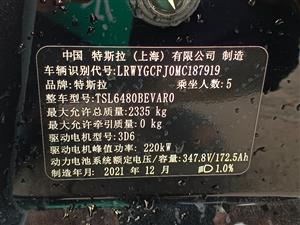 中国 特斯拉（上海）有限公司 制造
车辆识别代号:LRWYGCFJ0MC187919
品牌:特斯拉 乘坐人数:5
整车型号:TSL6480BEVAR0
最大允许总质量:2335 kg
最大允许牵引质量:0 kg
驱动电机型号:3D6
驱动电机峰值功率:220kW
动力电池系统额定电压/容量:347.8V/172.5Ah
制造年月:2021 年 12 月 1.0%